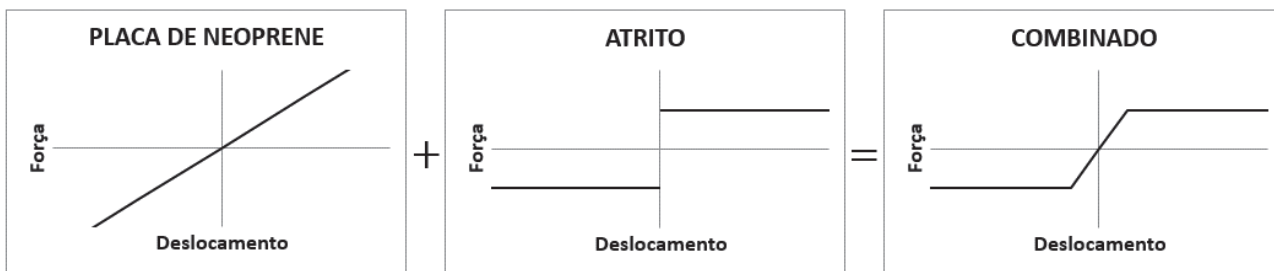 PLACA DE NEOPRENE
Força
Deslocamento
+
ATRITO
Força
Deslocamento
=
COMBINADO
Força
Deslocamento